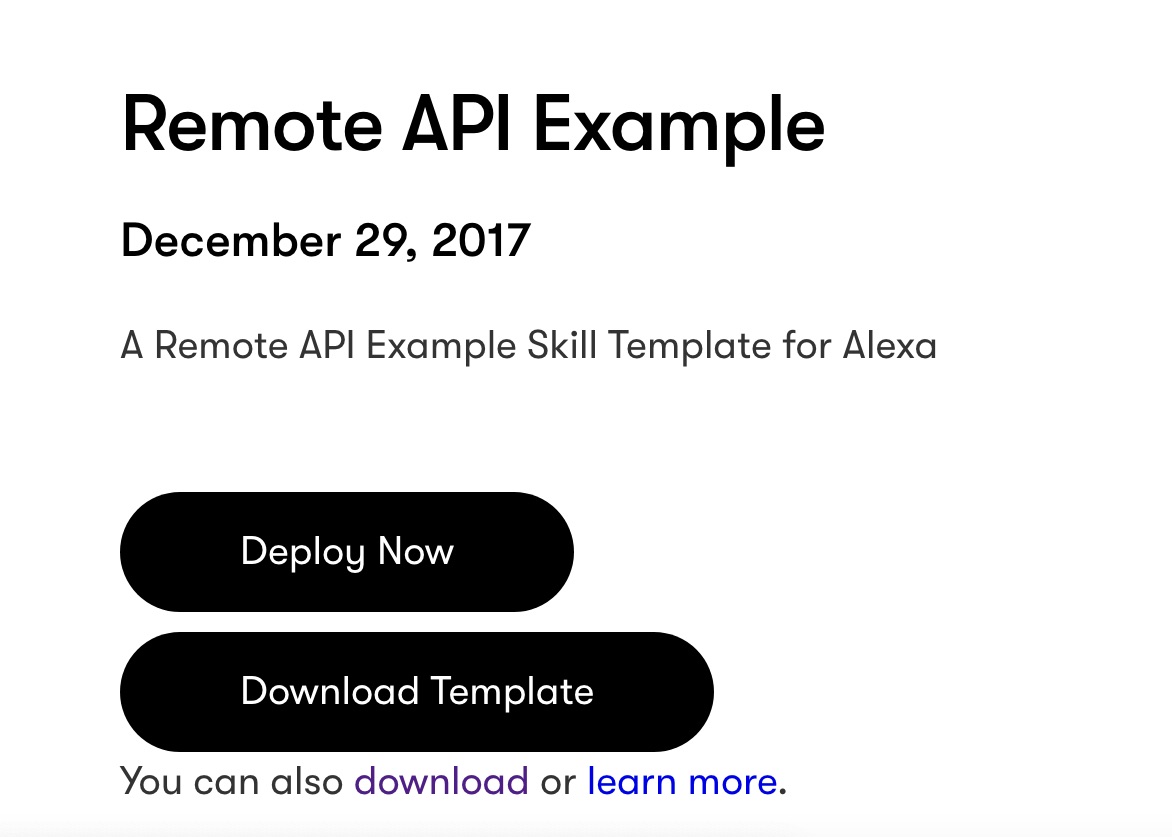 Remote API Example
December 29, 2017
A Remote API Example Skill Template for Alexa
Deploy Now
Download Template
You can also download or learn more.